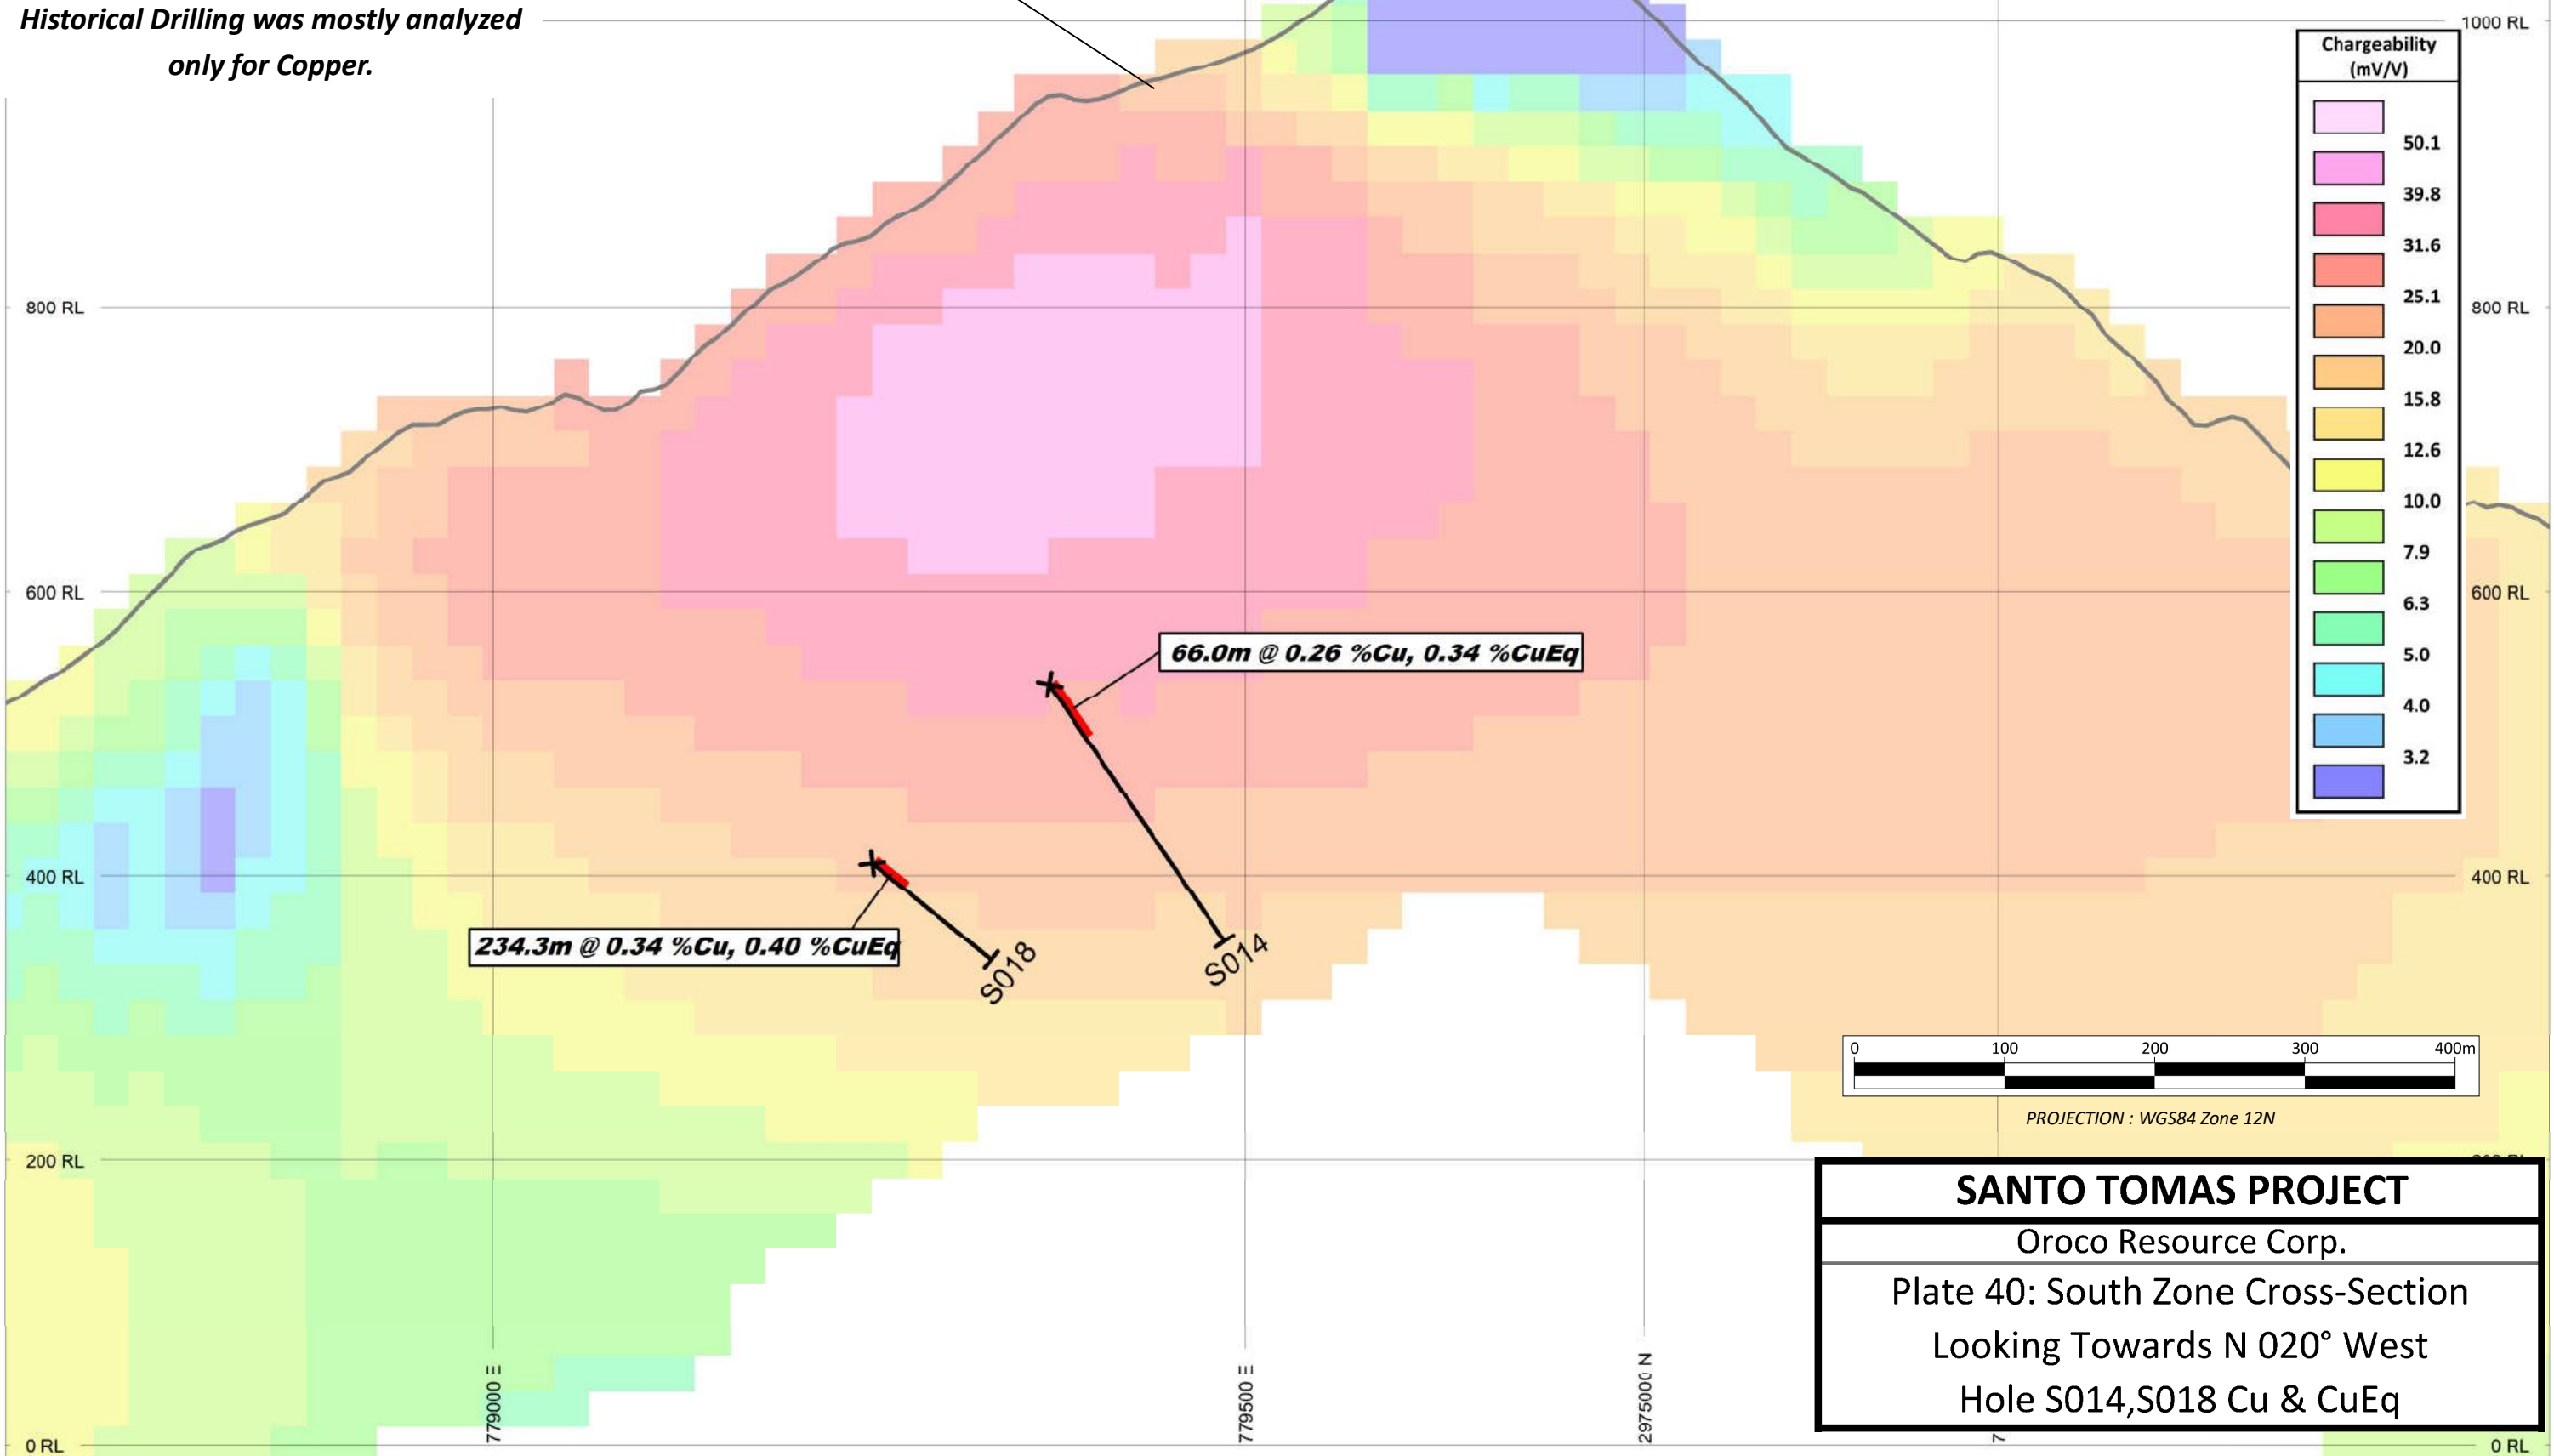 Historical Drilling was mostly analyzed
only for Copper.
1000 RL
Chargeability
(mV/V)
50.1
39.8
31.6
25.1
20.0
15.8
12.6
10.0
7.9
6.3
5.0
4.0
3.2
800 RL
800 RL
600 RL
600 RL
66.0m @ 0.26 %Cu, 0.34 %CuEq
400 RL
400 RL
234.3m @ 0.34 %Cu, 0.40 %CuEq
S018
S014
0 100 200 300 400m
PROJECTION : WGS84 Zone 12N
200 RL
SANTO TOMAS PROJECT
Oroco Resource Corp.
Plate 40: South Zone Cross-Section
Looking Towards N 020° West
Hole S014,S018 Cu & CuEq
779000 E
779500 E
2975000 N
0 RL
0 RL